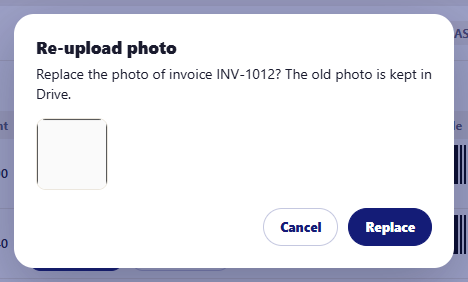 Re-upload photo
Replace the photo of invoice INV-1012? The old photo is kept in
Drive.
Cancel
Replace